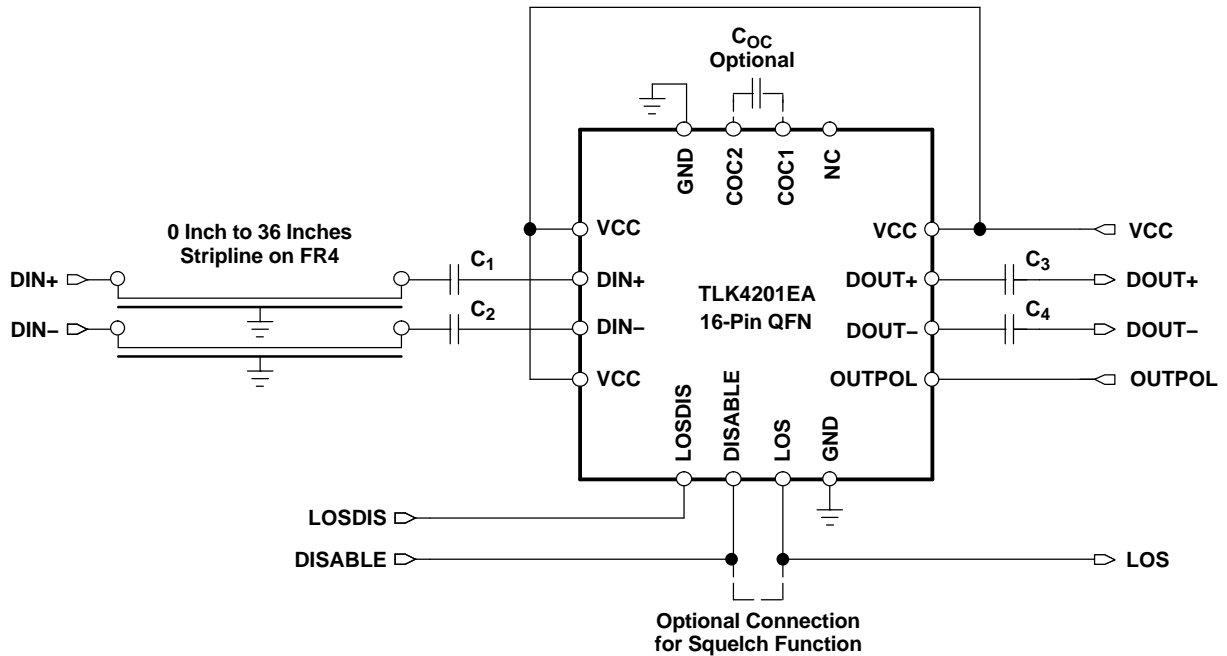 COC
Optional
GND
COC2
COC1
NC
0 Inch to 36 Inches
Stripline on FR4
VCC
VCC
VCC
DIN+
C1
DIN+
TLK4201EA
16-Pin QFN
DOUT+
C3
DOUT+
DIN–
C2
DIN–
DOUT–
C4
DOUT–
VCC
OUTPOL
OUTPOL
LOSDIS
DISABLE
LOS
GND
LOSDIS
DISABLE
LOS
Optional Connection
for Squelch Function